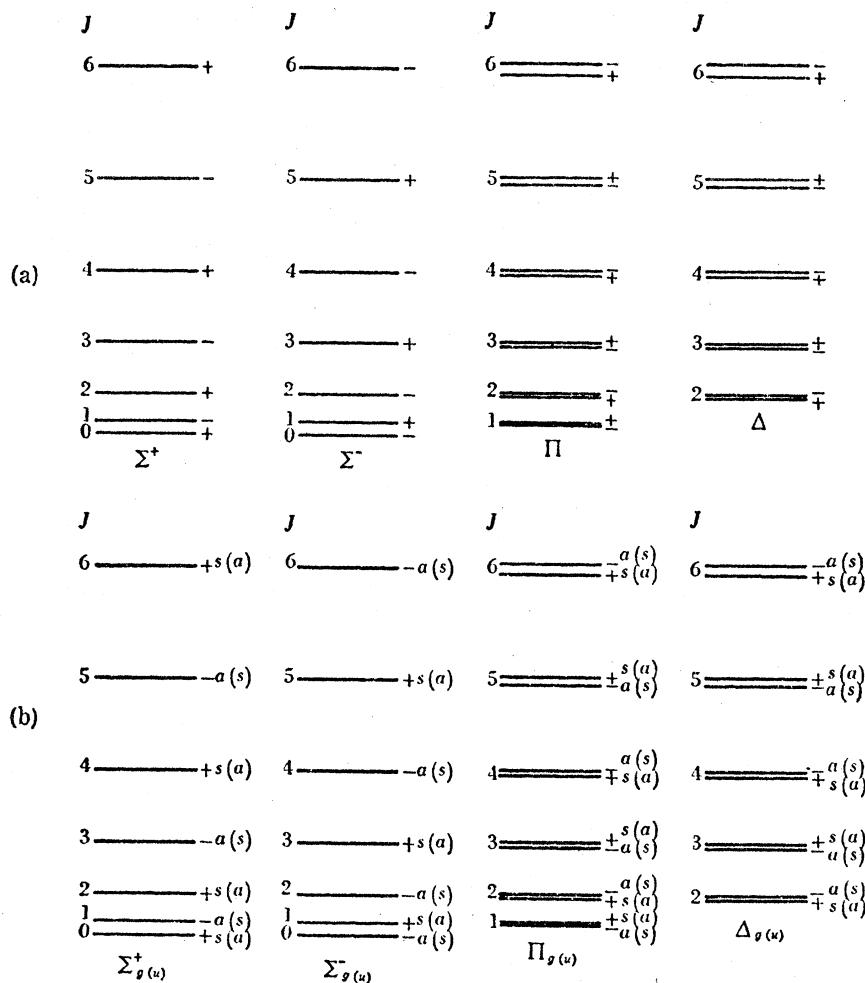 J J J J
6 + 6 − 6 − + 6 − +
5 − 5 + 5 + − 5 + −
(a) 4 + 4 − 4 − + 4 − +
3 − 3 + 3 + − 3 + −
2 + 2 − 2 − + 2 − +
1 − 1 + 1 + −
0 + 0 −
Σ⁺ Σ⁻ Π Δ
J J J J
6 +s(a) 6 −a(s) 6 −a(s) +s(a) 6 −a(s) +s(a)
5 −a(s) 5 +s(a) 5 +s(a) −a(s) 5 +s(a) −a(s)
(b) 4 +s(a) 4 −a(s) 4 −a(s) +s(a) 4 −a(s) +s(a)
3 −a(s) 3 +s(a) 3 +s(a) −a(s) 3 +s(a) −a(s)
2 +s(a) 2 −a(s) 2 −a(s) +s(a) 2 −a(s) +s(a)
1 −a(s) 1 +s(a) 1 +s(a) −a(s)
0 +s(a) 0 −a(s)
Σ⁺g(u) Σ⁻g(u) Πg(u) Δg(u)